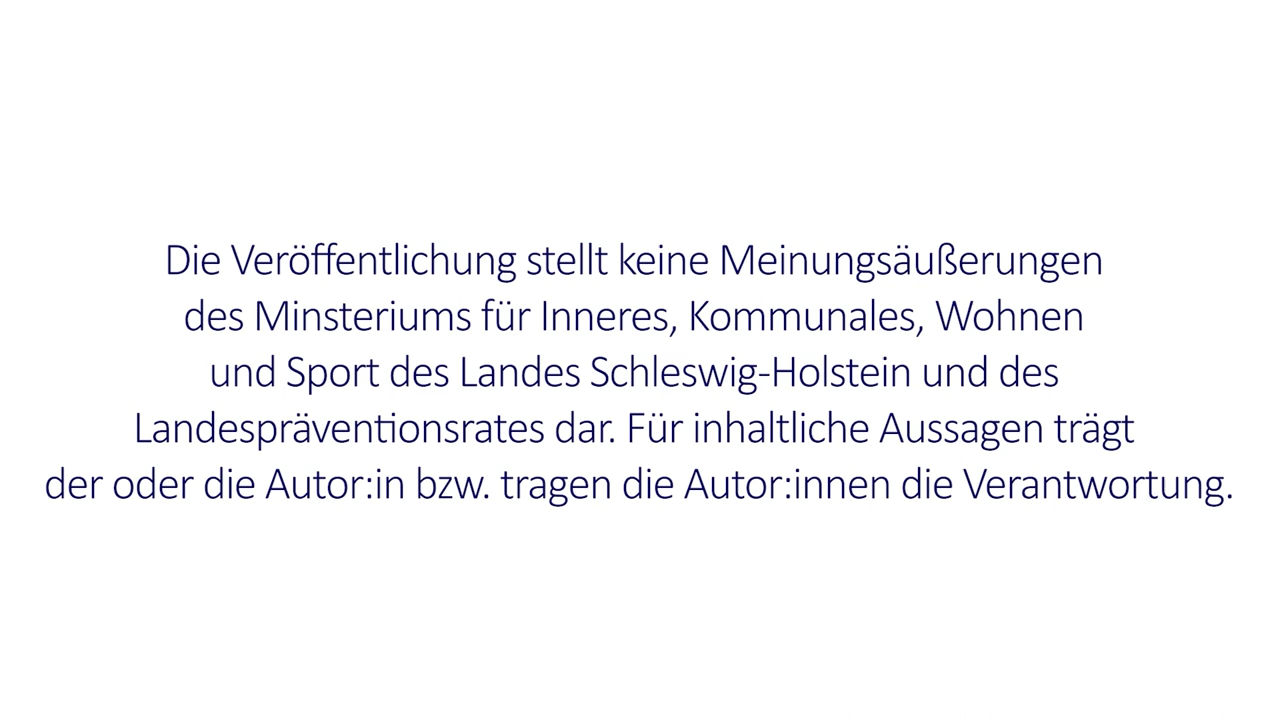 Die Veröffentlichung stellt keine Meinungsäußerungen
des Minsteriums für Inneres, Kommunales, Wohnen
und Sport des Landes Schleswig-Holstein und des
Landespräventionsrates dar. Für inhaltliche Aussagen trägt
der oder die Autor:in bzw. tragen die Autor:innen die Verantwortung.